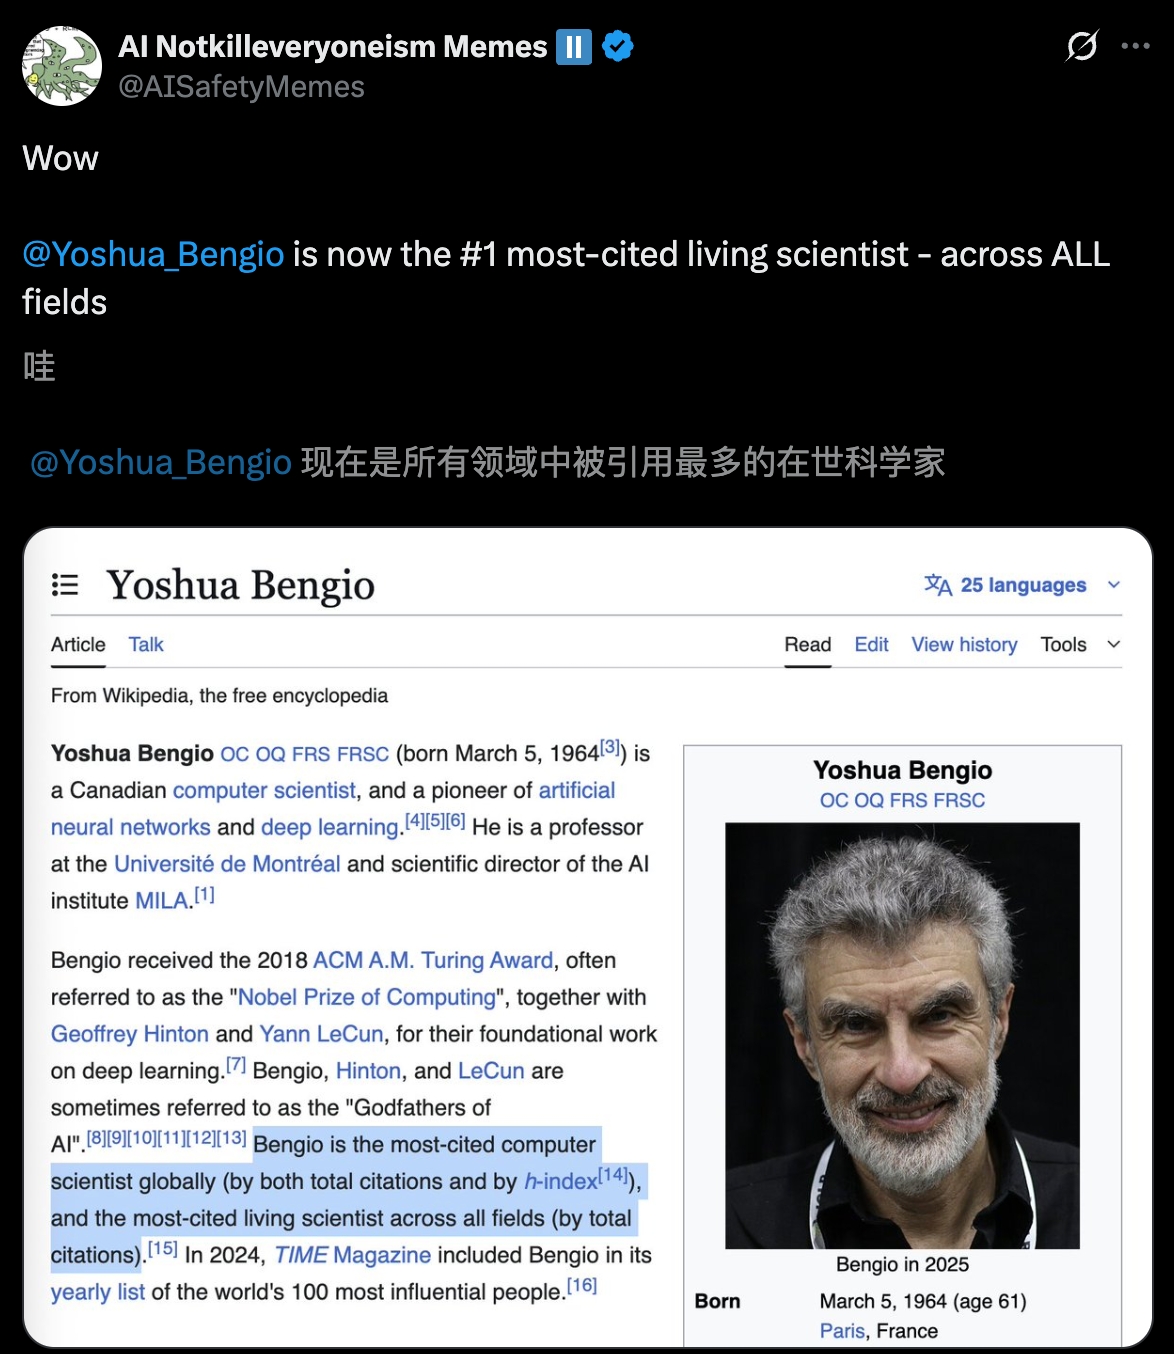 AI Notkilleveryoneism Memes ⏸️
@AISafetyMemes
Wow
@Yoshua_Bengio is now the #1 most-cited living scientist - across ALL
fields
哇
@Yoshua_Bengio 现在是所有领域中被引用最多的在世科学家
Yoshua Bengio
25 languages
Article Talk
Read Edit View history Tools
From Wikipedia, the free encyclopedia
Yoshua Bengio OC OQ FRS FRSC (born March 5, 1964[3]) is
a Canadian computer scientist, and a pioneer of artificial
neural networks and deep learning.[4][5][6] He is a professor
at the Université de Montréal and scientific director of the AI
institute MILA.[1]
Bengio received the 2018 ACM A.M. Turing Award, often
referred to as the "Nobel Prize of Computing", together with
Geoffrey Hinton and Yann LeCun, for their foundational work
on deep learning.[7] Bengio, Hinton, and LeCun are
sometimes referred to as the "Godfathers of
AI".[8][9][10][11][12][13] Bengio is the most-cited computer
scientist globally (by both total citations and by h-index[14]),
and the most-cited living scientist across all fields (by total
citations).[15] In 2024, TIME Magazine included Bengio in its
yearly list of the world's 100 most influential people.[16]
Yoshua Bengio
OC OQ FRS FRSC
Bengio in 2025
Born March 5, 1964 (age 61)
Paris, France